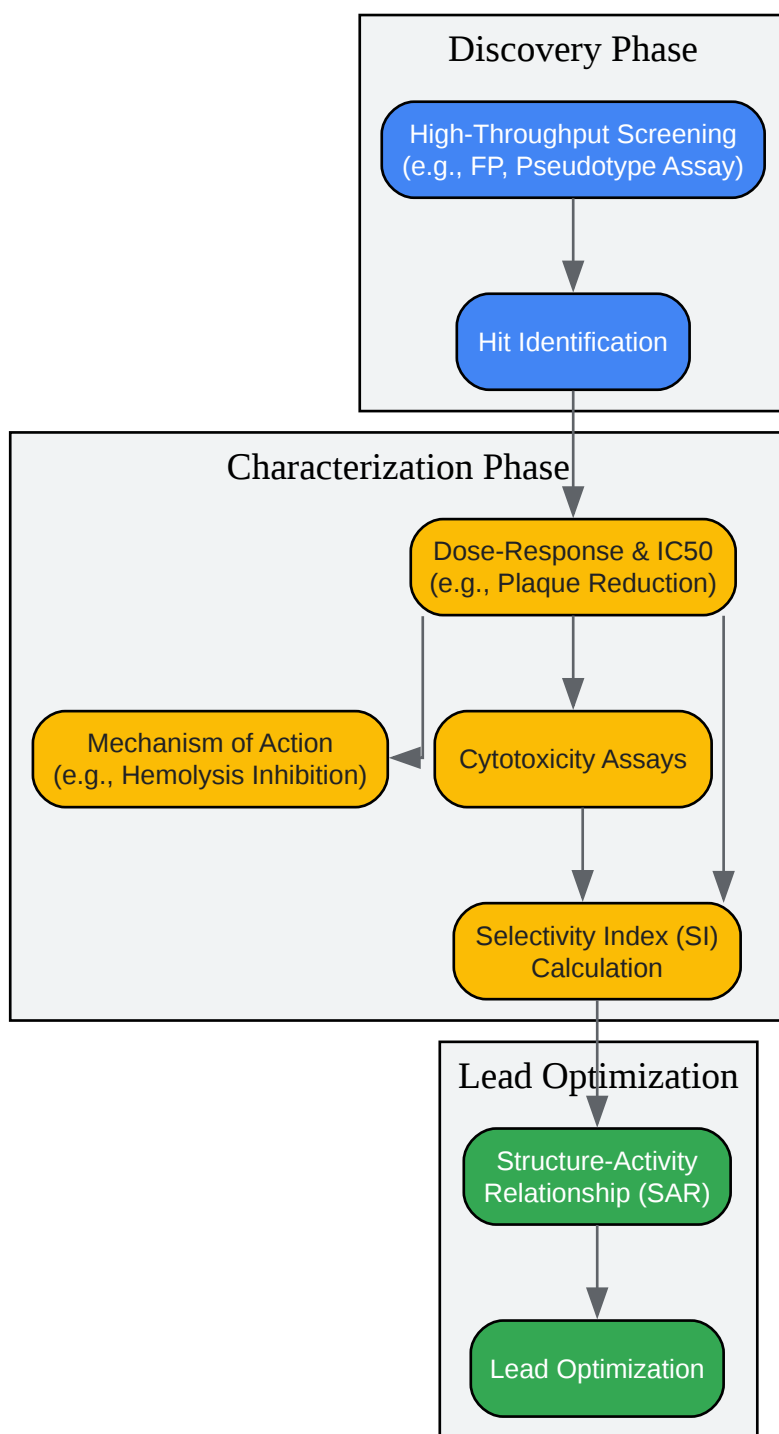 Discovery Phase
High-Throughput Screening
(e.g., FP, Pseudotype Assay)
Hit Identification
Characterization Phase
Dose-Response & IC50
(e.g., Plaque Reduction)
Mechanism of Action
(e.g., Hemolysis Inhibition)
Cytotoxicity Assays
Selectivity Index (SI)
Calculation
Lead Optimization
Structure-Activity
Relationship (SAR)
Lead Optimization